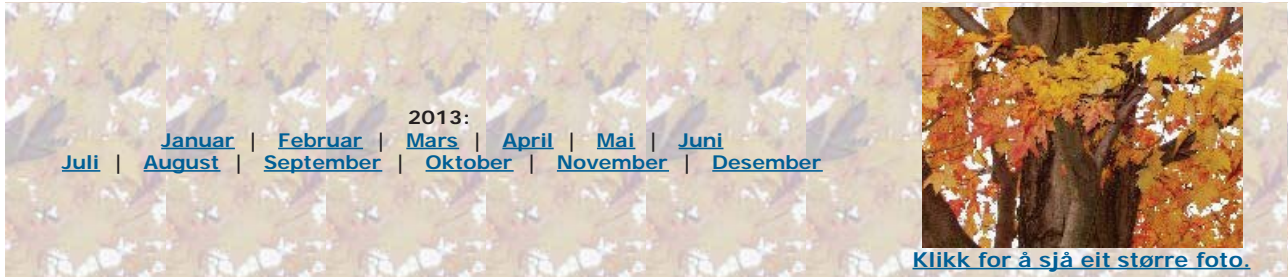 2013:
Januar | Februar | Mars | April | Mai | Juni
Juli | August | September | Oktober | November | Desember
Klikk for å sjå eit større foto.